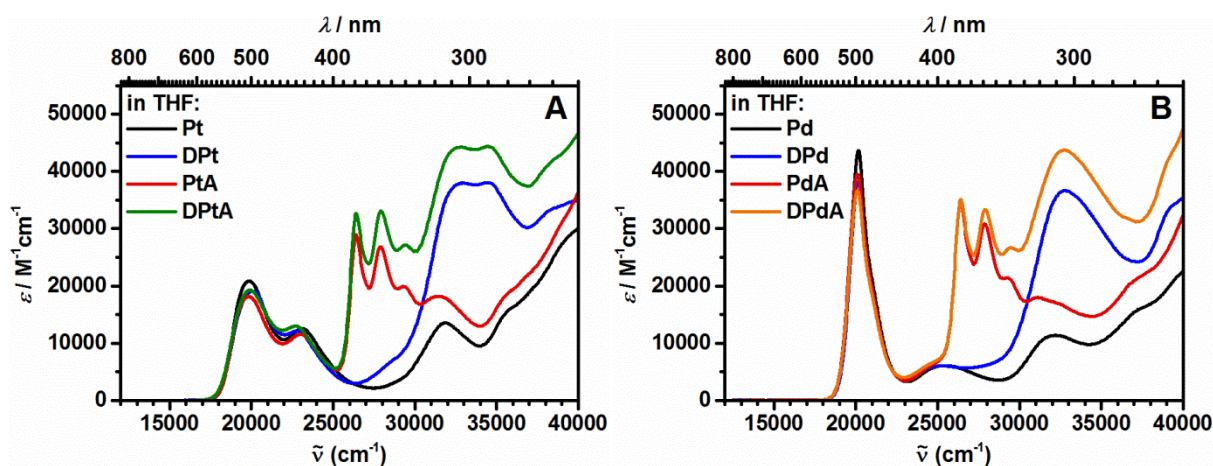 λ / nm
800 600 500 400 300
50000
40000
30000
20000
10000
0
ε / M⁻¹cm⁻¹
in THF:
Pt
DPt
PtA
DPtA
A
15000 20000 25000 30000 35000 40000
ṽ (cm⁻¹)
λ / nm
800 600 500 400 300
50000
40000
30000
20000
10000
0
ε / M⁻¹cm⁻¹
in THF:
Pd
DPd
PdA
DPdA
B
15000 20000 25000 30000 35000 40000
ṽ (cm⁻¹)